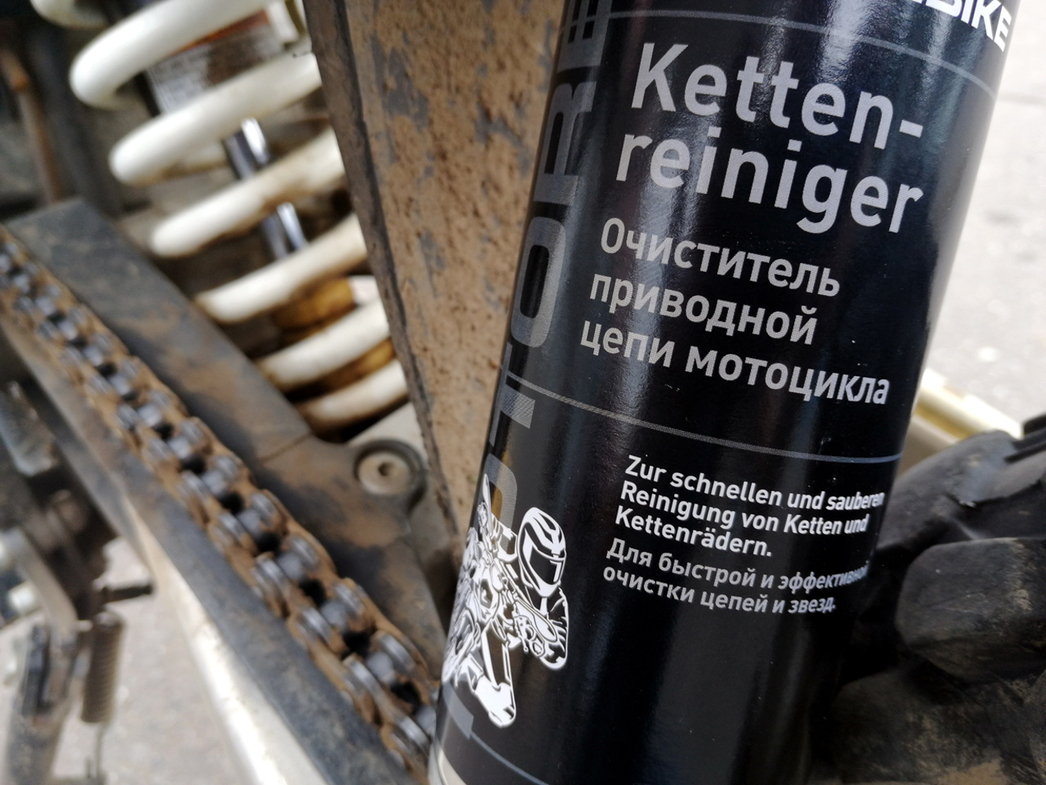 BIKE
Ketten-
reiniger
Очиститель
приводной
цепи мотоцикла
Zur schnellen und sauberen
Reinigung von Ketten und
Kettenrädern.
Для быстрой и эффективной
очистки цепей и звезд.